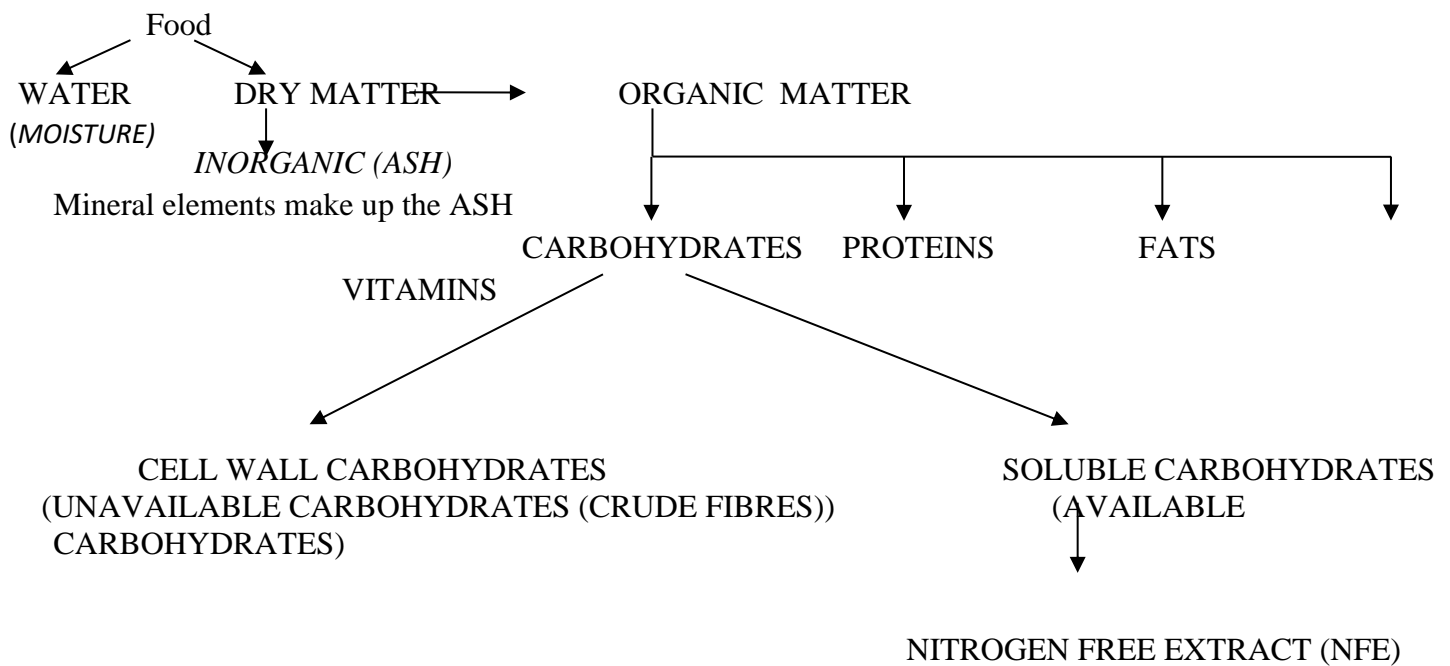 Food
WATER DRY MATTER ORGANIC MATTER
(MOISTURE)
INORGANIC (ASH)
Mineral elements make up the ASH
CARBOHYDRATES PROTEINS FATS
VITAMINS
CELL WALL CARBOHYDRATES SOLUBLE CARBOHYDRATES
(UNAVAILABLE CARBOHYDRATES (CRUDE FIBRES)) (AVAILABLE
CARBOHYDRATES)
NITROGEN FREE EXTRACT (NFE)